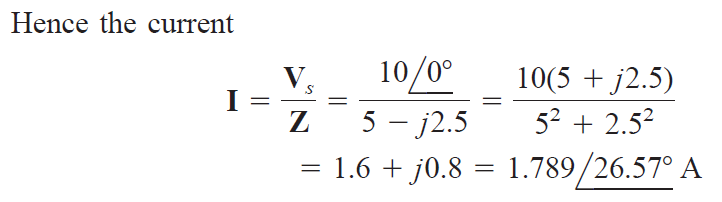 Hence the current
I = V_s / Z = 10/0° / 5 − j2.5 = 10(5 + j2.5) / 5² + 2.5²
= 1.6 + j0.8 = 1.789/26.57° A